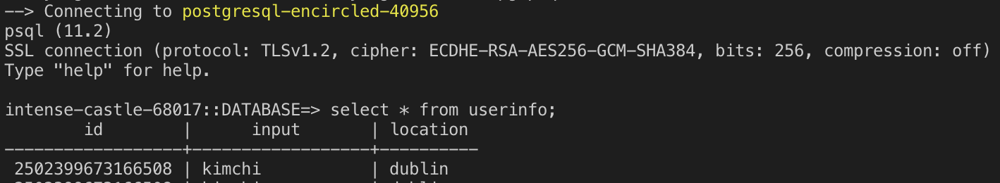 --> Connecting to postgresql-encircled-40956
psql (11.2)
SSL connection (protocol: TLSv1.2, cipher: ECDHE-RSA-AES256-GCM-SHA384, bits: 256, compression: off)
Type "help" for help.
intense-castle-68017::DATABASE=> select * from userinfo;
id | input | location
------------------+------------------+----------
2502399673166508 | kimchi | dublin